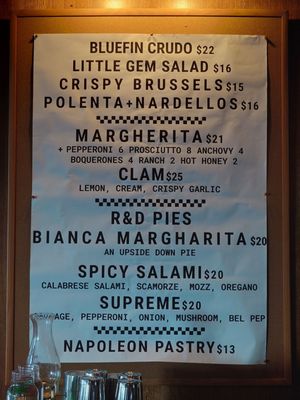 BLUEFIN CRUDO $22
LITTLE GEM SALAD $16
CRISPY BRUSSELS $15
POLENTA+NARDELLOS $16
MARGHERITA $21
+ PEPPERONI 6 PROSCIUTTO 8 ANCHOVY 4
BOQUERONES 4 RANCH 2 HOT HONEY 2
CLAM $25
LEMON, CREAM, CRISPY GARLIC
R&D PIES
BIANCA MARGHARITA $20
AN UPSIDE DOWN PIE
SPICY SALAMI $20
CALABRESE SALAMI, SCAMORZE, MOZZ, OREGANO
SUPREME $20
AGE, PEPPERONI, ONION, MUSHROOM, BEL PEP
NAPOLEON PASTRY $13